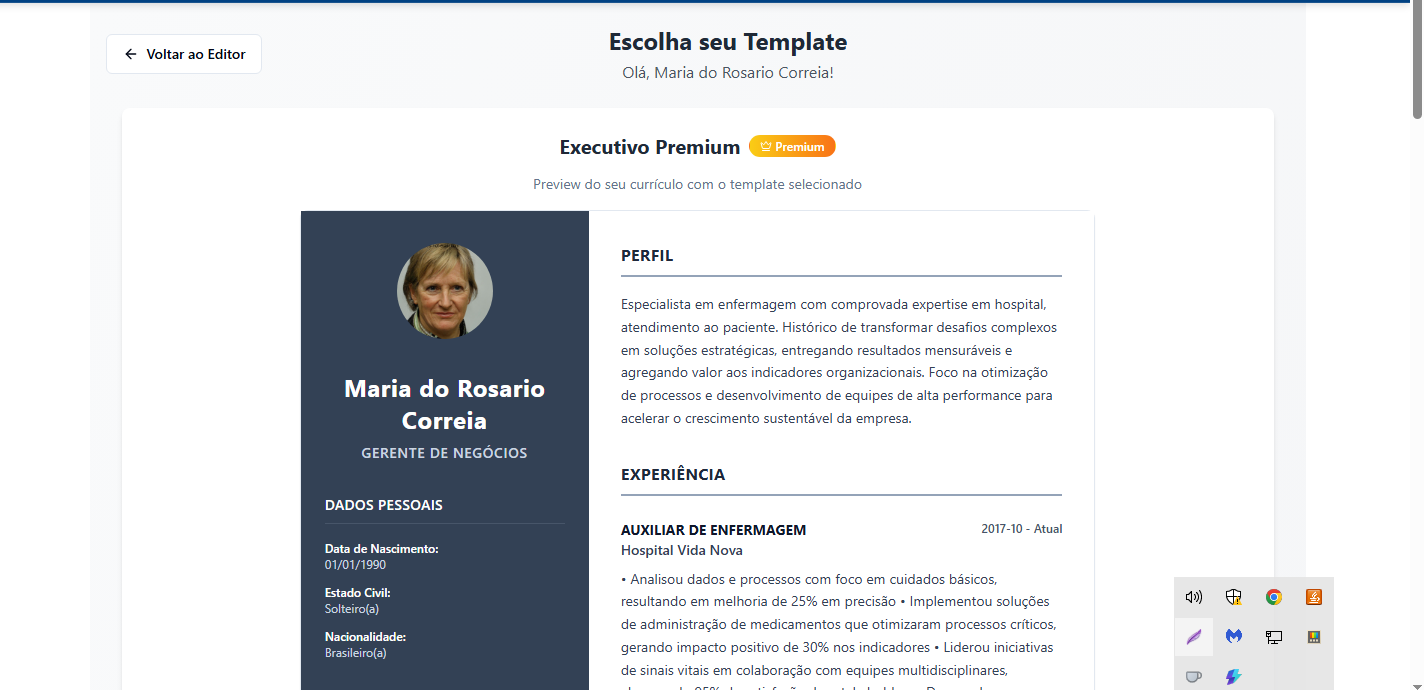 Voltar ao Editor
Escolha seu Template
Olá, Maria do Rosario Correia!
Executivo Premium
Premium
Preview do seu currículo com o template selecionado
Maria do Rosario
Correia
GERENTE DE NEGÓCIOS
DADOS PESSOAIS
Data de Nascimento:
01/01/1990
Estado Civil:
Solteiro(a)
Nacionalidade:
Brasileiro(a)
PERFIL
Especialista em enfermagem com comprovada expertise em hospital,
atendimento ao paciente. Histórico de transformar desafios complexos
em soluções estratégicas, entregando resultados mensuráveis e
agregando valor aos indicadores organizacionais. Foco na otimização
de processos e desenvolvimento de equipes de alta performance para
acelerar o crescimento sustentável da empresa.
EXPERIÊNCIA
AUXILIAR DE ENFERMAGEM
2017-10 - Atual
Hospital Vida Nova
• Analisou dados e processos com foco em cuidados básicos,
resultando em melhoria de 25% em precisão • Implementou soluções
de administração de medicamentos que otimizaram processos críticos,
gerando impacto positivo de 30% nos indicadores • Liderou iniciativas
de sinais vitais em colaboração com equipes multidisciplinares,